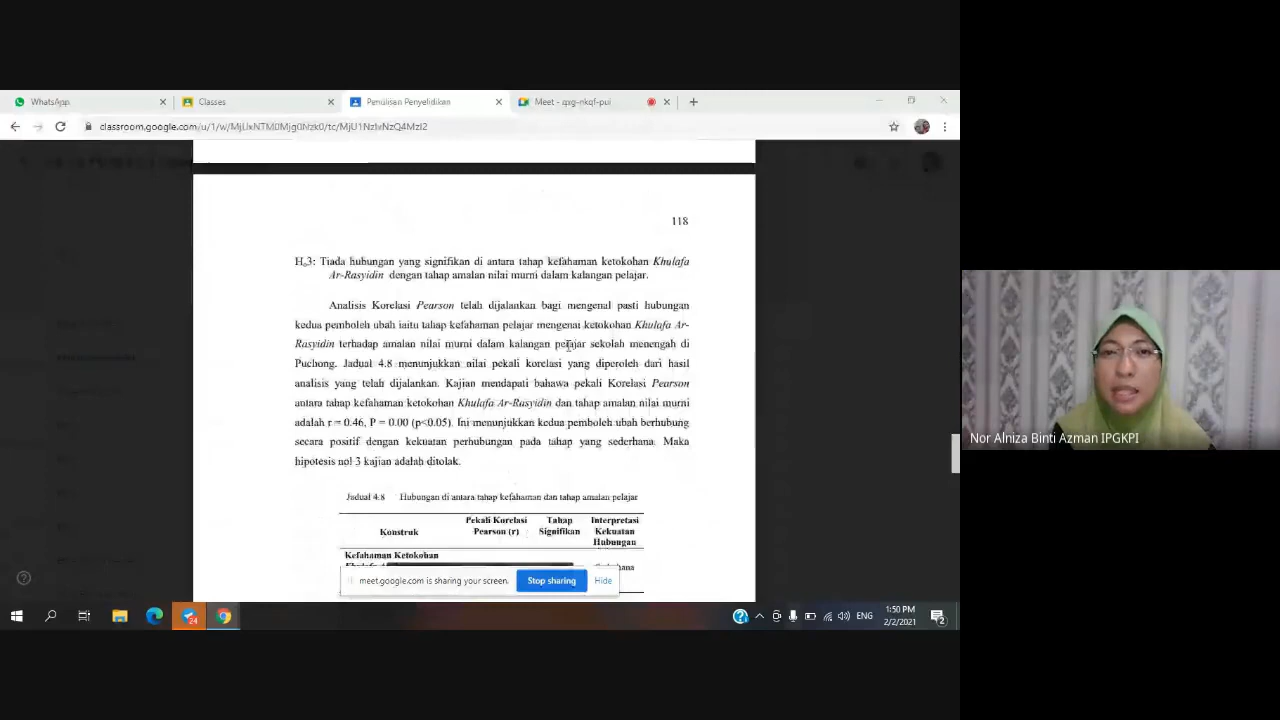 WhatsApp
Classes
Penulisan Penyelidikan
Meet - zpg-nkqf-pui
118
H₀3: Tiada hubungan yang signifikan di antara tahap kefahaman ketokohan Khulafa
Ar-Rasyidin dengan tahap amalan nilai murni dalam kalangan pelajar.
Analisis Korelasi Pearson telah dijalankan bagi mengenal pasti hubungan
kedua pemboleh ubah iaitu tahap kefahaman pelajar mengenai ketokohan Khulafa Ar-
Rasyidin terhadap amalan nilai murni dalam kalangan pelajar sekolah menengah di
Puchong. Jadual 4.8 menunjukkan nilai pekali korelasi yang diperoleh dari hasil
analisis yang telah dijalankan. Kajian mendapati bahawa pekali Korelasi Pearson
antara tahap kefahaman ketokohan Khulafa Ar-Rasyidin dan tahap amalan nilai murni
adalah r = 0.46, P = 0.00 (p<0.05). Ini menunjukkan kedua pemboleh ubah berhubung
secara positif dengan kekuatan perhubungan pada tahap yang sederhana. Maka
hipotesis nol 3 kajian adalah ditolak.
Jadual 4.8 Hubungan di antara tahap kefahaman dan tahap amalan pelajar
Konstruk
Pekali Korelasi
Pearson (r)
Tahap
Signifikan
Interpretasi
Kekuatan
Hubungan
Kefahaman Ketokohan
meet.google.com is sharing your screen.
Stop sharing
Hide
Nor Alniza Binti Azman IPGKPI
24
ENG
1:50 PM
2/2/2021
2